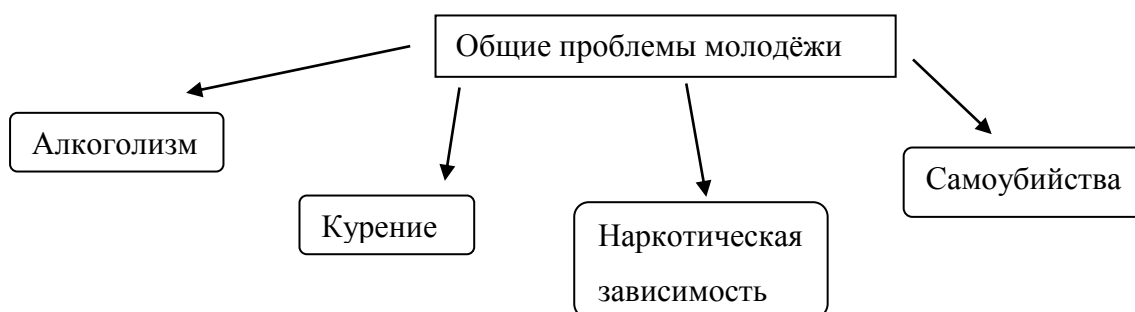 Общие проблемы молодёжи
Алкоголизм
Курение
Наркотическая
зависимость
Самоубийства